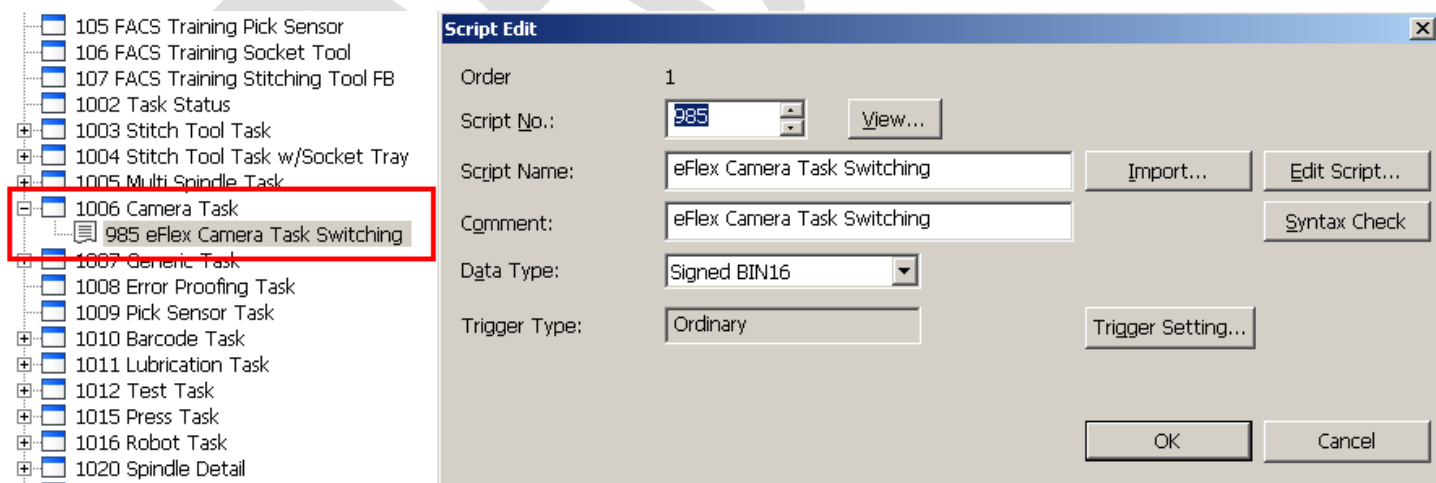 105 FACS Training Pick Sensor
106 FACS Training Socket Tool
107 FACS Training Stitching Tool FB
1002 Task Status
1003 Stitch Tool Task
1004 Stitch Tool Task w/Socket Tray
1005 Multi Spindle Task
1006 Camera Task
985 eFlex Camera Task Switching
1007 Generic Task
1008 Error Proofing Task
1009 Pick Sensor Task
1010 Barcode Task
1011 Lubrication Task
1012 Test Task
1015 Press Task
1016 Robot Task
1020 Spindle Detail
Script Edit
Order 1
Script No.: 985 View...
Script Name: eFlex Camera Task Switching Import... Edit Script...
Comment: eFlex Camera Task Switching Syntax Check
Data Type: Signed BIN16
Trigger Type: Ordinary Trigger Setting...
OK Cancel